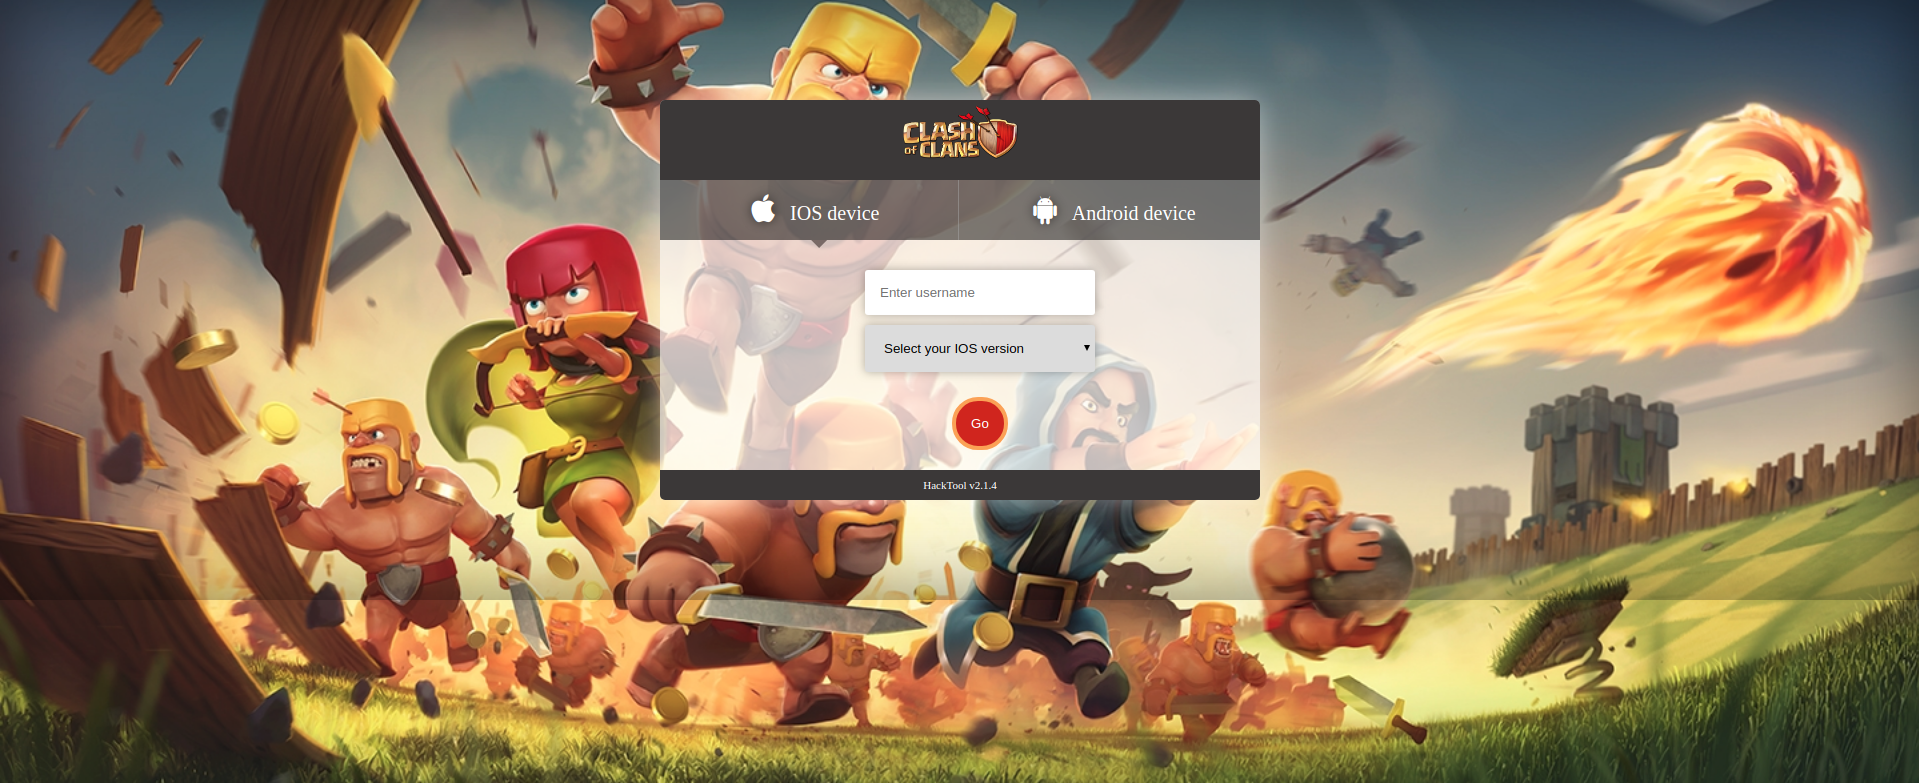 CLASH
of CLANS
IOS device
Android device
Enter username
Select your IOS version
Go
HackTool v2.1.4